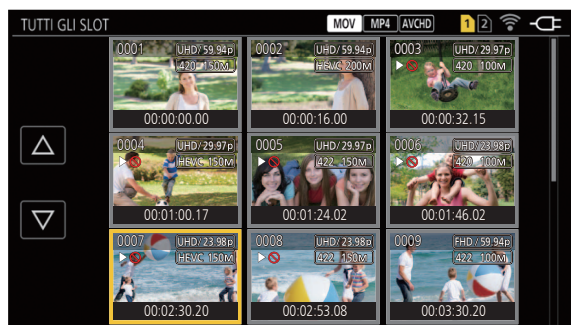 TUTTI GLI SLOT MOV MP4 AVCHD 1 2
0001 UHD/59.94p 0002 UHD/59.94p 0003 UHD/29.97p
420 150M HEVC 200M 420 100M
00:00:00.00 00:00:16.00 00:00:32.15
0004 UHD/29.97p 0005 UHD/29.97p 0006 UHD/23.98p
HEVC 150M 422 150M 420 100M
00:01:00.17 00:01:24.02 00:01:46.02
0007 UHD/23.98p 0008 UHD/23.98p 0009 FHD/59.94p
HEVC 150M 422 150M 422 100M
00:02:30.20 00:02:53.08 00:03:30.20